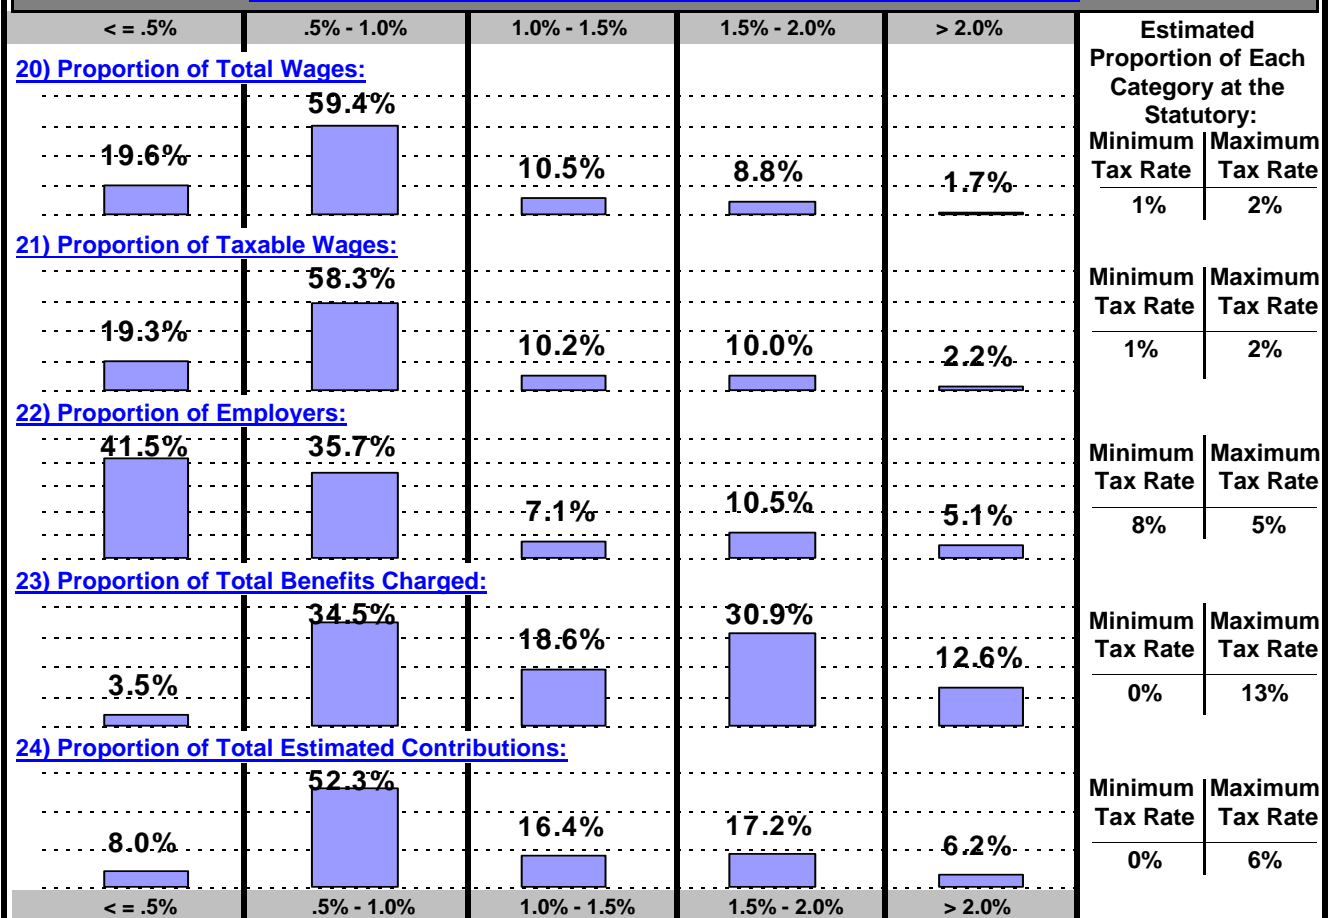 < = .5% .5% - 1.0% 1.0% - 1.5% 1.5% - 2.0% > 2.0%
Estimated
Proportion of Each
Category at the
Statutory:
20) Proportion of Total Wages:
19.6% 59.4% 10.5% 8.8% 1.7%
Minimum Maximum
Tax Rate Tax Rate
1% 2%
21) Proportion of Taxable Wages:
19.3% 58.3% 10.2% 10.0% 2.2%
Minimum Maximum
Tax Rate Tax Rate
1% 2%
22) Proportion of Employers:
41.5% 35.7% 7.1% 10.5% 5.1%
Minimum Maximum
Tax Rate Tax Rate
8% 5%
23) Proportion of Total Benefits Charged:
3.5% 34.5% 18.6% 30.9% 12.6%
Minimum Maximum
Tax Rate Tax Rate
0% 13%
24) Proportion of Total Estimated Contributions:
8.0% 52.3% 16.4% 17.2% 6.2%
Minimum Maximum
Tax Rate Tax Rate
0% 6%
< = .5% .5% - 1.0% 1.0% - 1.5% 1.5% - 2.0% > 2.0%